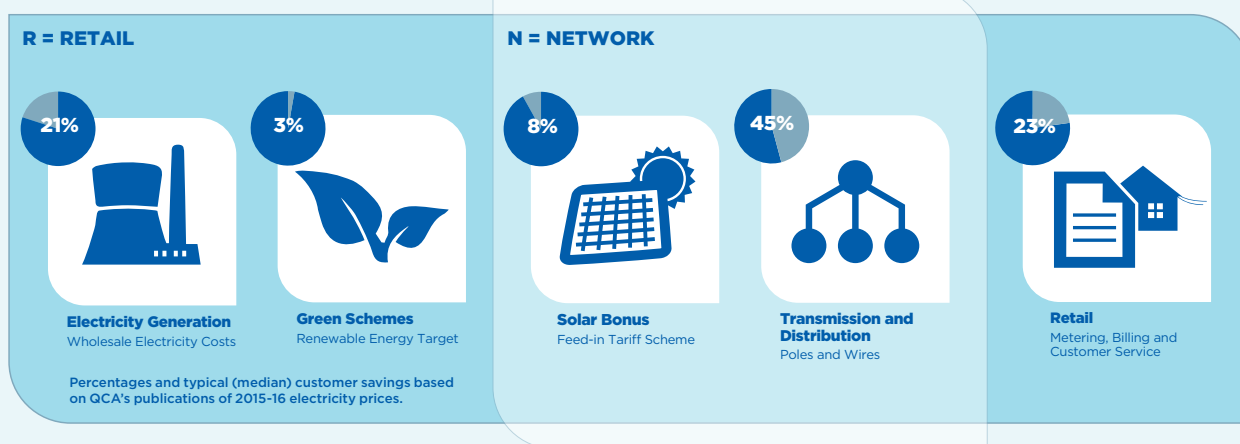 R = RETAIL
N = NETWORK
21%
3%
8%
45%
23%
Electricity Generation
Wholesale Electricity Costs
Green Schemes
Renewable Energy Target
Solar Bonus
Feed-in Tariff Scheme
Transmission and
Distribution
Poles and Wires
Retail
Metering, Billing and
Customer Service
Percentages and typical (median) customer savings based
on QCA's publications of 2015-16 electricity prices.